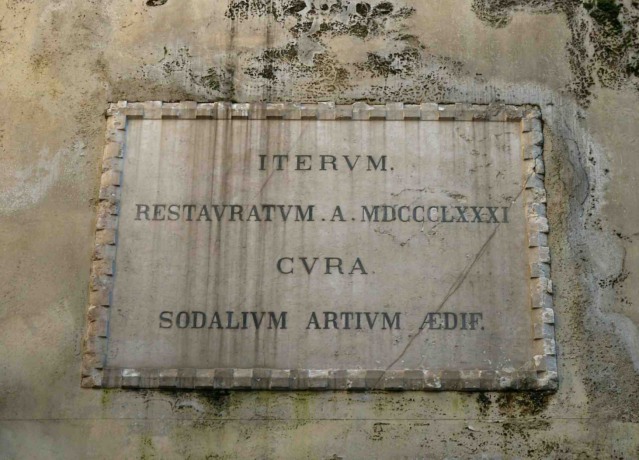 ITERVM.
RESTAVRATVM . A . MDCCCLXXXI
CVRA.
SODALIVM ARTIVM ÆDIF.